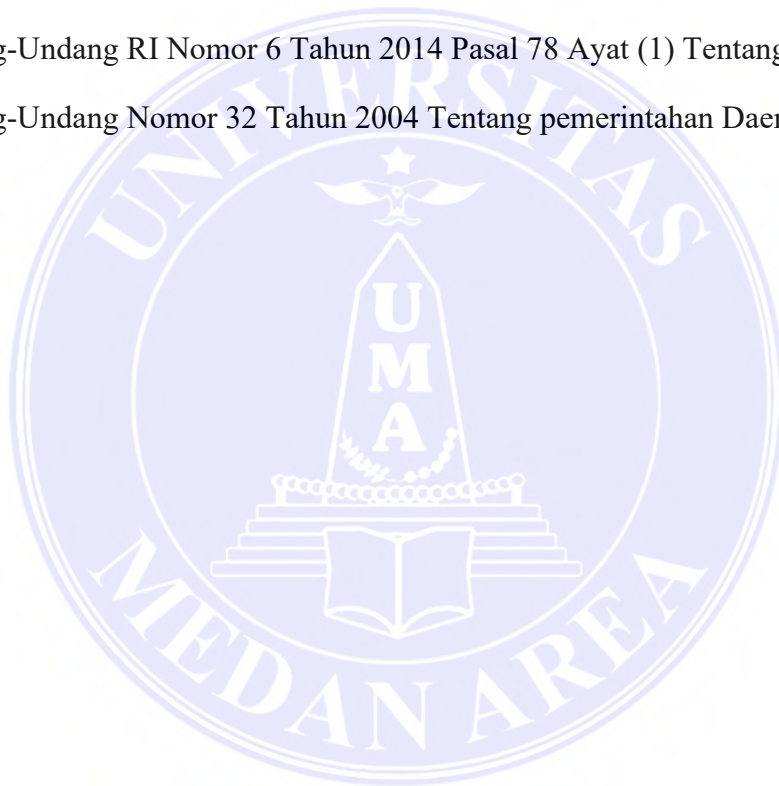 g-Undang RI Nomor 6 Tahun 2014 Pasal 78 Ayat (1) Tentang
g-Undang Nomor 32 Tahun 2004 Tentang pemerintahan Daer
UNIVERSITAS
U
M
A
MEDAN AREA